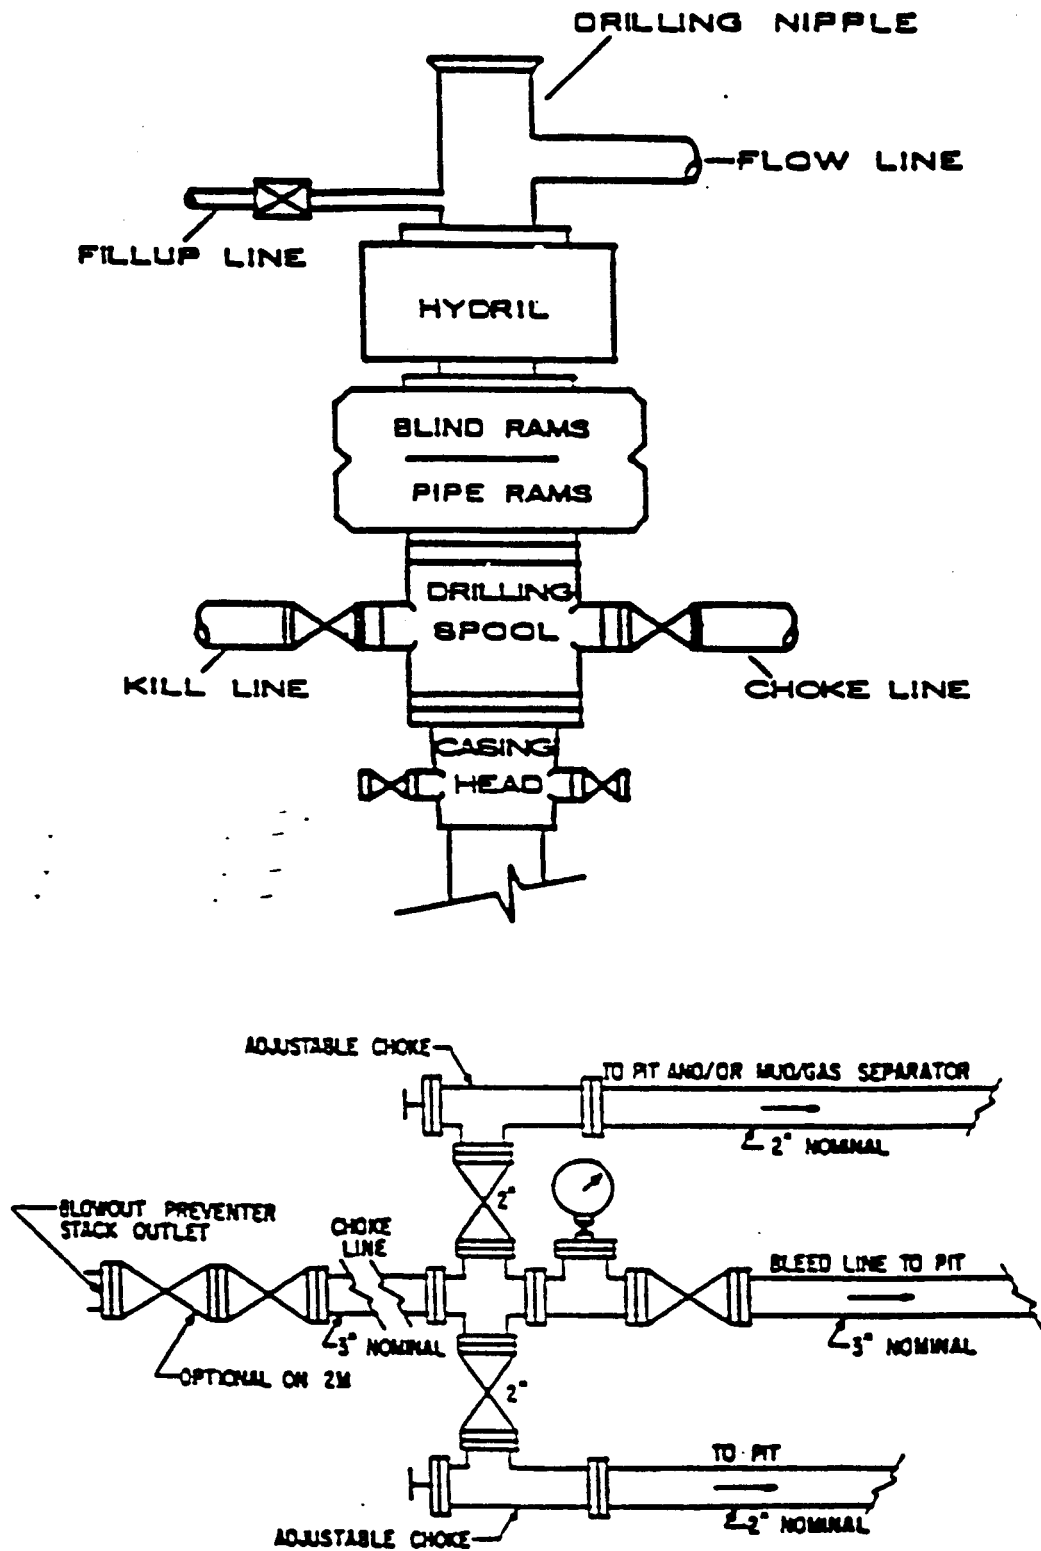 DRILLING NIPPLE
FLOW LINE
FILLUP LINE
HYDRIL
BLIND RAMS
PIPE RAMS
DRILLING
SPOOL
KILL LINE
CHOKE LINE
CASING
HEAD
ADJUSTABLE CHOKE
TO PIT AND/OR MUD/GAS SEPARATOR
2" NOMINAL
2"
BLOWOUT PREVENTER
STACK OUTLET
CHOKE
LINE
BLEED LINE TO PIT
3" NOMINAL
3" NOMINAL
OPTIONAL ON 2M
2"
TO PIT
2" NOMINAL
ADJUSTABLE CHOKE